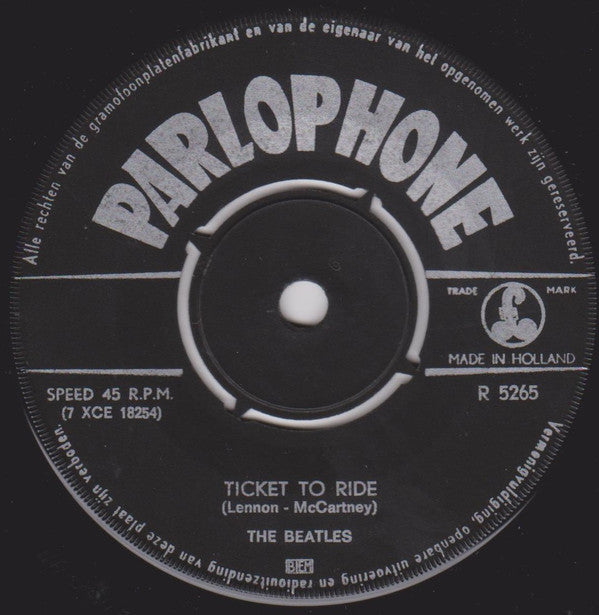 Alle rechten van de gramofoonplatenfabrikant en van de eigenaar van het opgenomen werk zijn gereserveerd.
PARLOPHONE
TRADE MARK
£
MADE IN HOLLAND
SPEED 45 R.P.M.
(7 XCE 18254)
R 5265
TICKET TO RIDE
(Lennon - McCartney)
THE BEATLES
BIEM
Vermenigvuldiging, openbare uitvoering en radiouitzending van deze plaat zijn verboden.